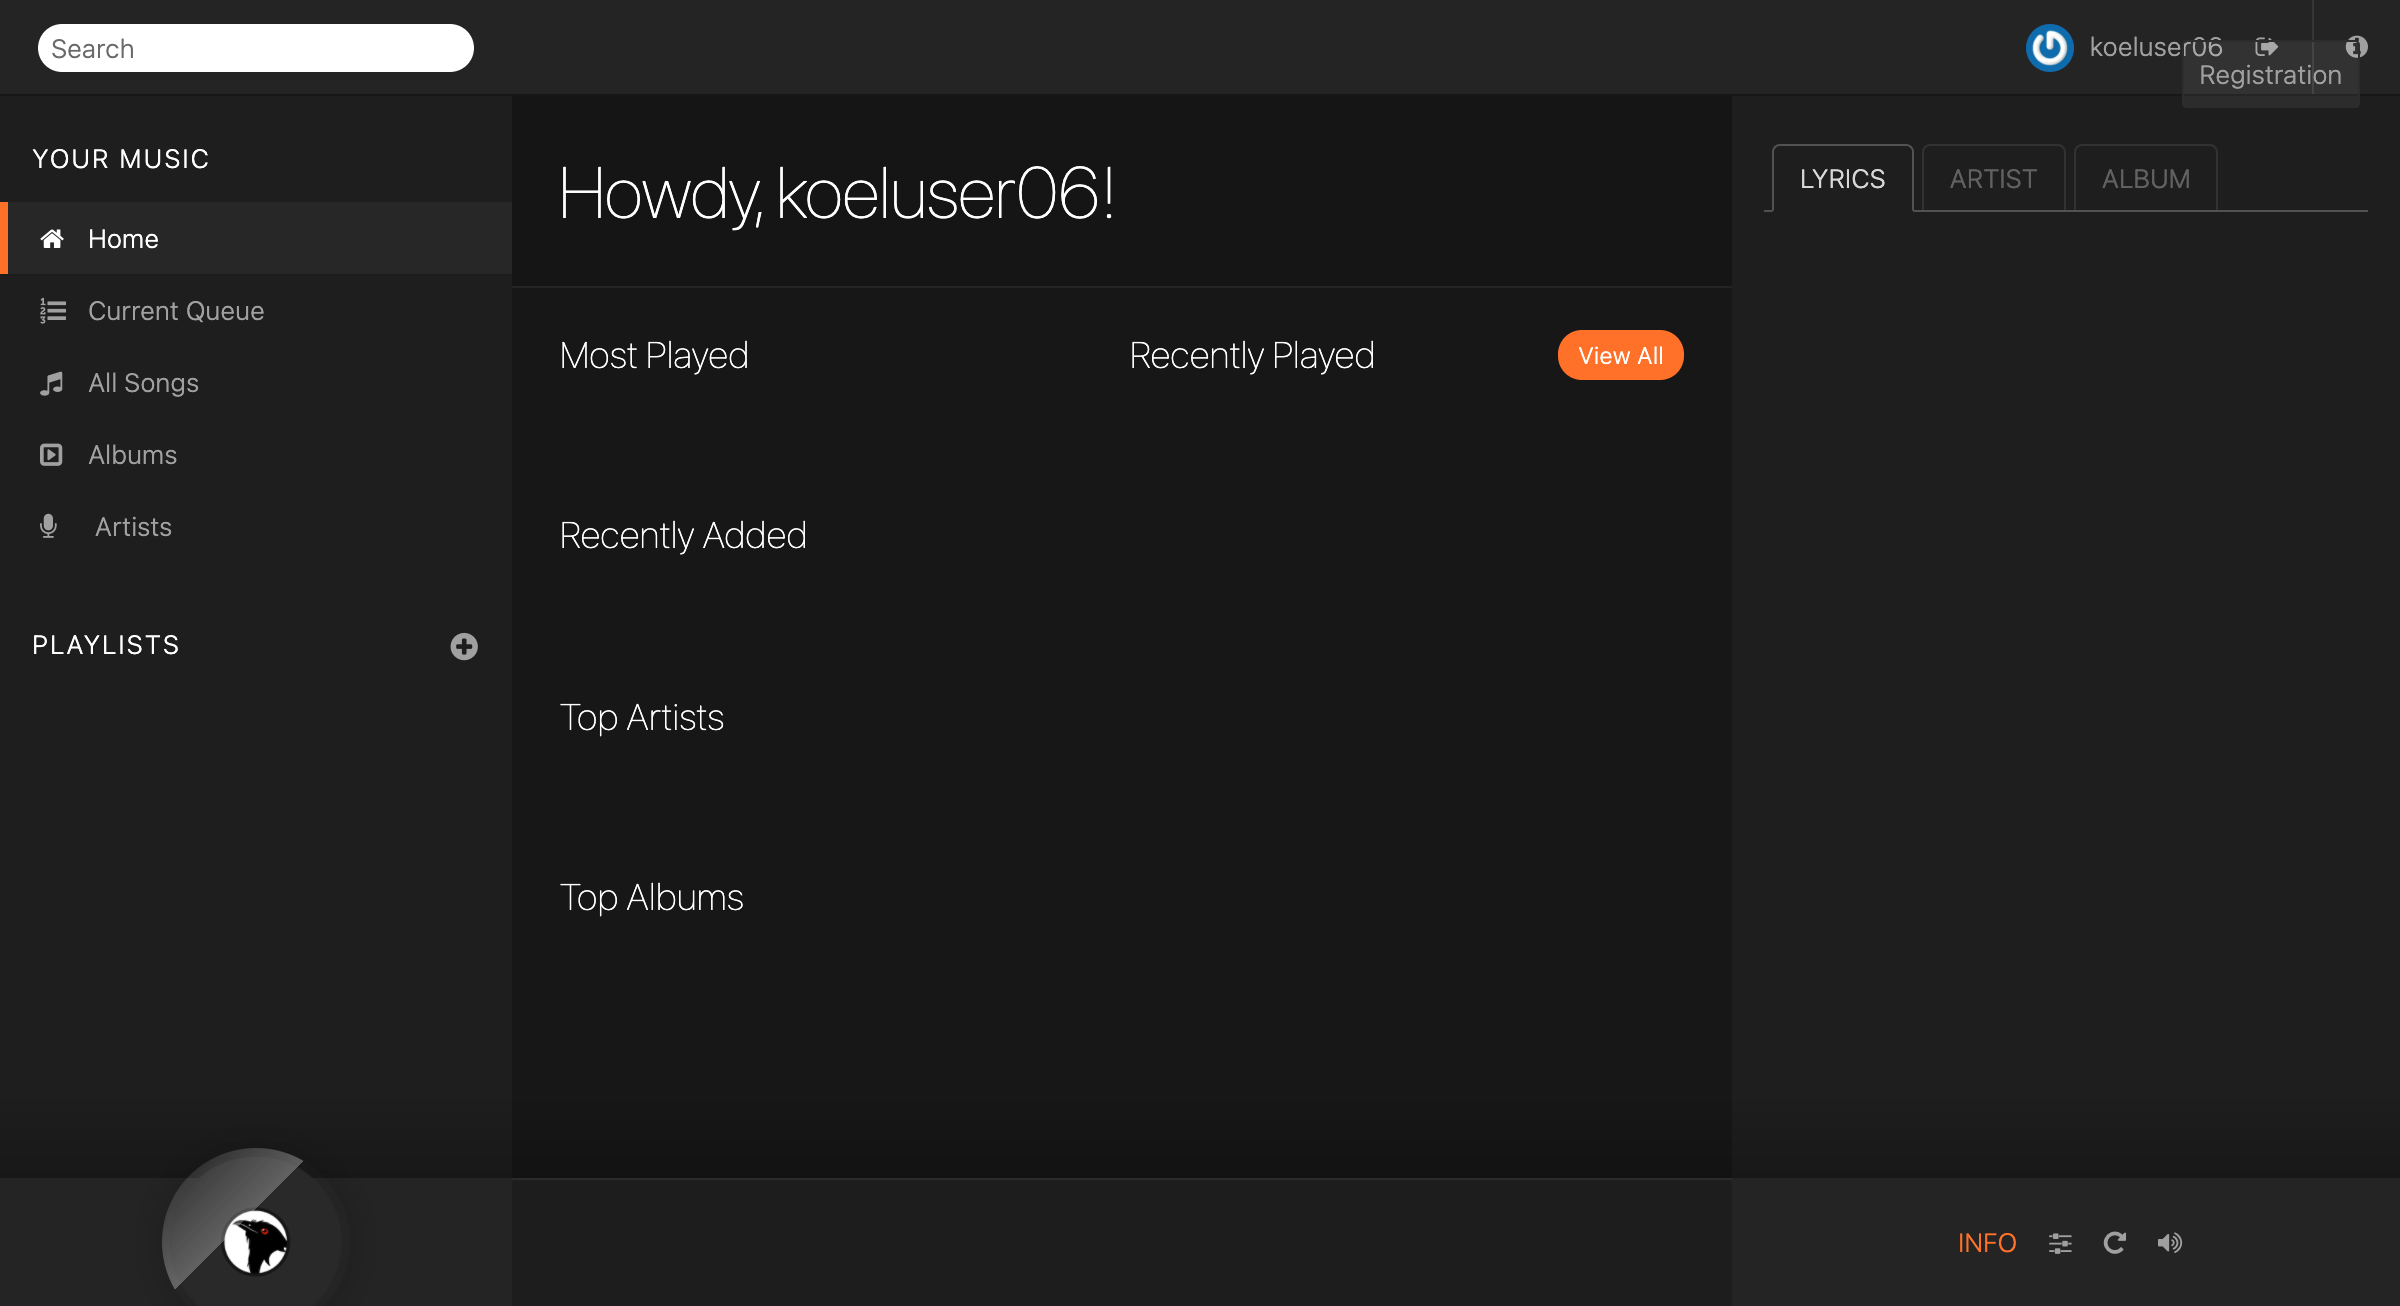 Search
koeluser06
Registration
YOUR MUSIC
Home
Current Queue
All Songs
Albums
Artists
PLAYLISTS
Howdy, koeluser06!
Most Played
Recently Played
View All
Recently Added
Top Artists
Top Albums
LYRICS
ARTIST
ALBUM
INFO